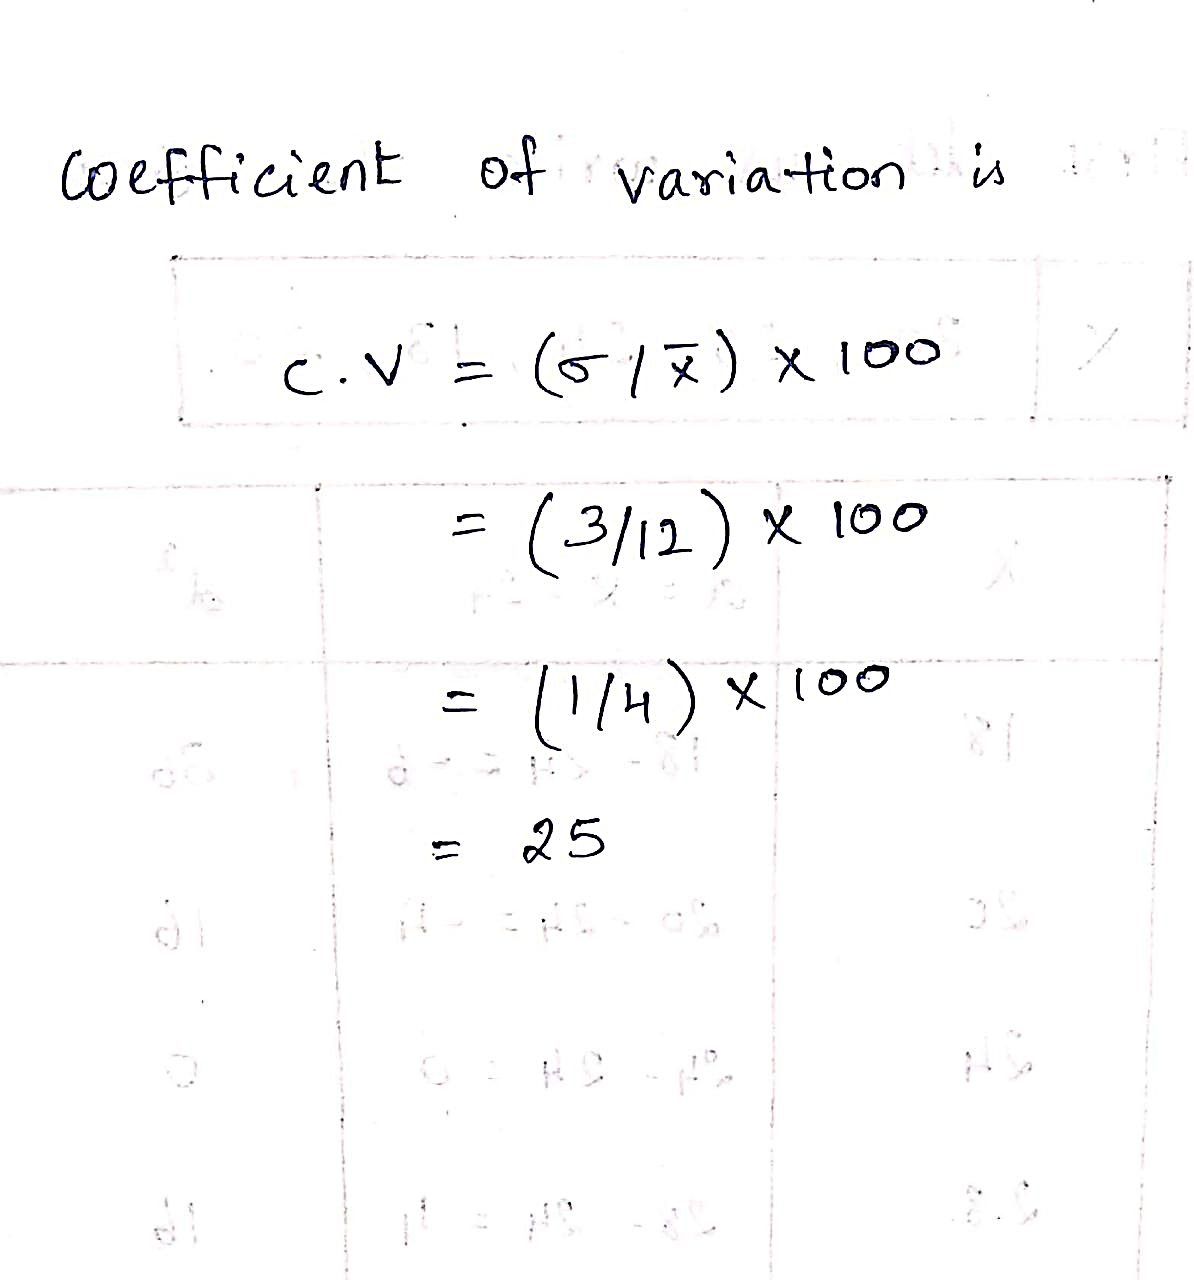 Coefficient of variation is
C.V = (σ / x̄) × 100
= (3/12) × 100
= (1/4) × 100
= 25